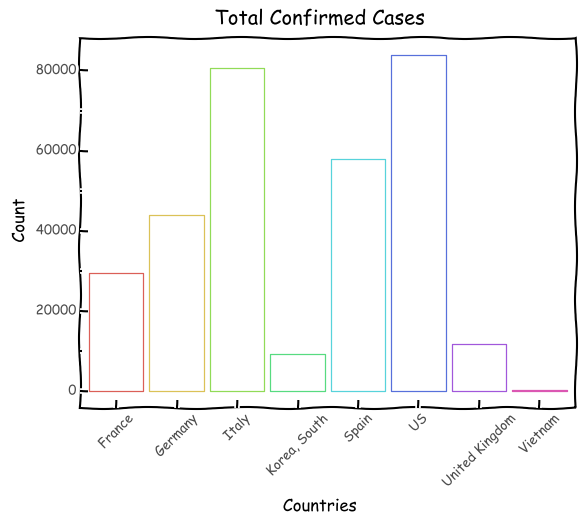 Total Confirmed Cases
80000
60000
40000
20000
0
Count
France
Germany
Italy
Korea, South
Spain
US
United Kingdom
Vietnam
Countries